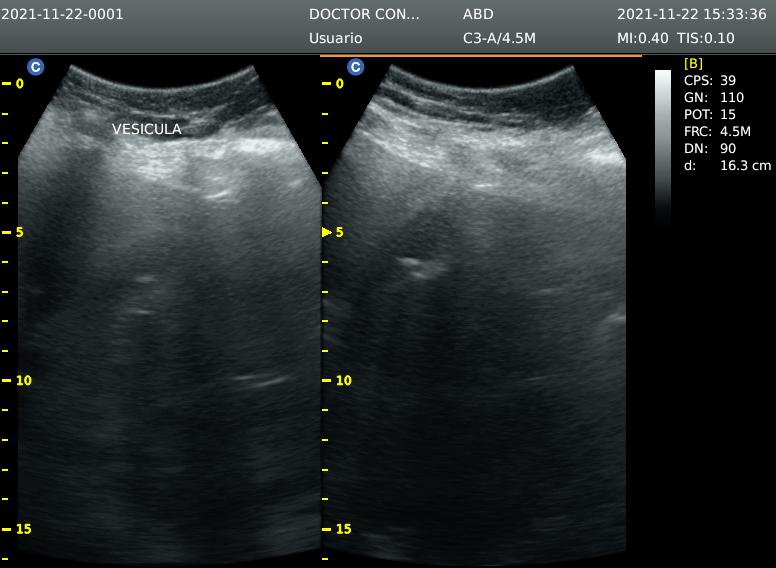 2021-11-22-0001 DOCTOR CON... ABD 2021-11-22 15:33:36
Usuario C3-A/4.5M MI:0.40 TIS:0.10
C C [B]
0 0 CPS: 39
GN: 110
POT: 15
VESICULA FRC: 4.5M
DN: 90
d: 16.3 cm
5 5
10 10
15 15